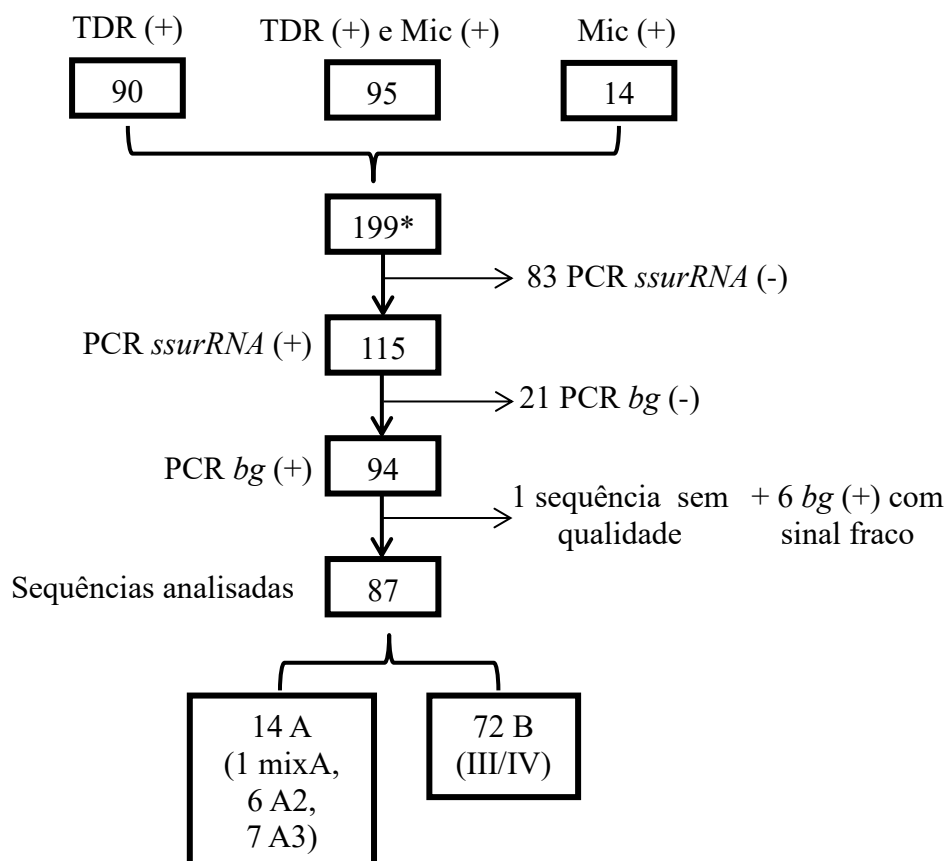 TDR (+)
TDR (+) e Mic (+)
Mic (+)
90
95
14
199*
83 PCR ssurRNA (-)
PCR ssurRNA (+)
115
21 PCR bg (-)
PCR bg (+)
94
1 sequência sem + 6 bg (+) com
qualidade sinal fraco
Sequências analisadas
87
14 A
(1 mixA,
6 A2,
7 A3)
72 B
(III/IV)